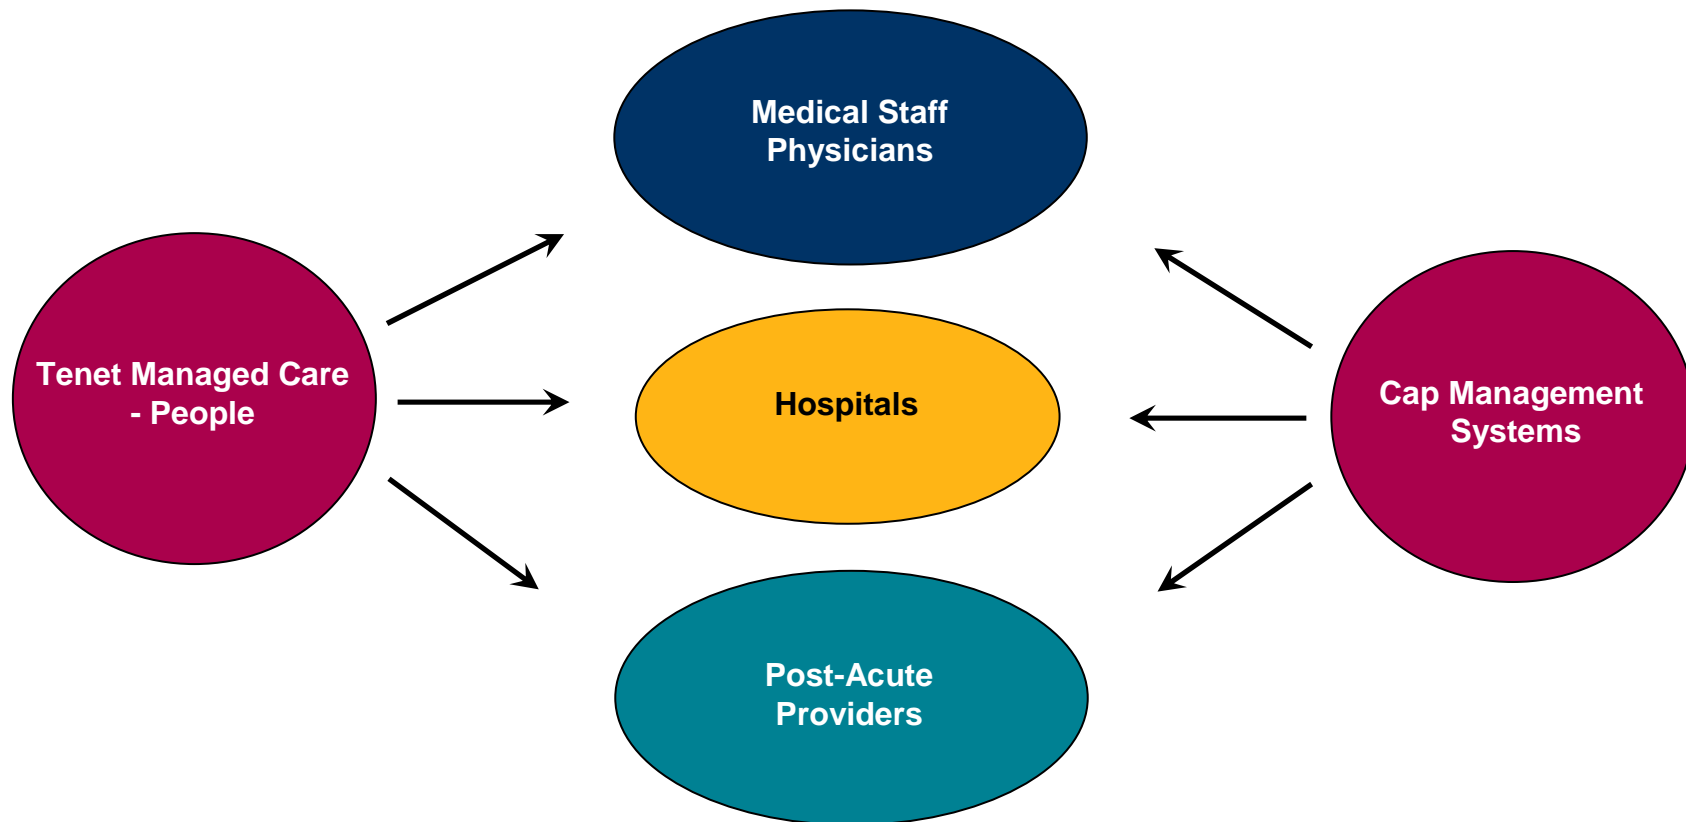 Medical Staff
Physicians
Tenet Managed Care
- People
Hospitals
Cap Management
Systems
Post-Acute
Providers